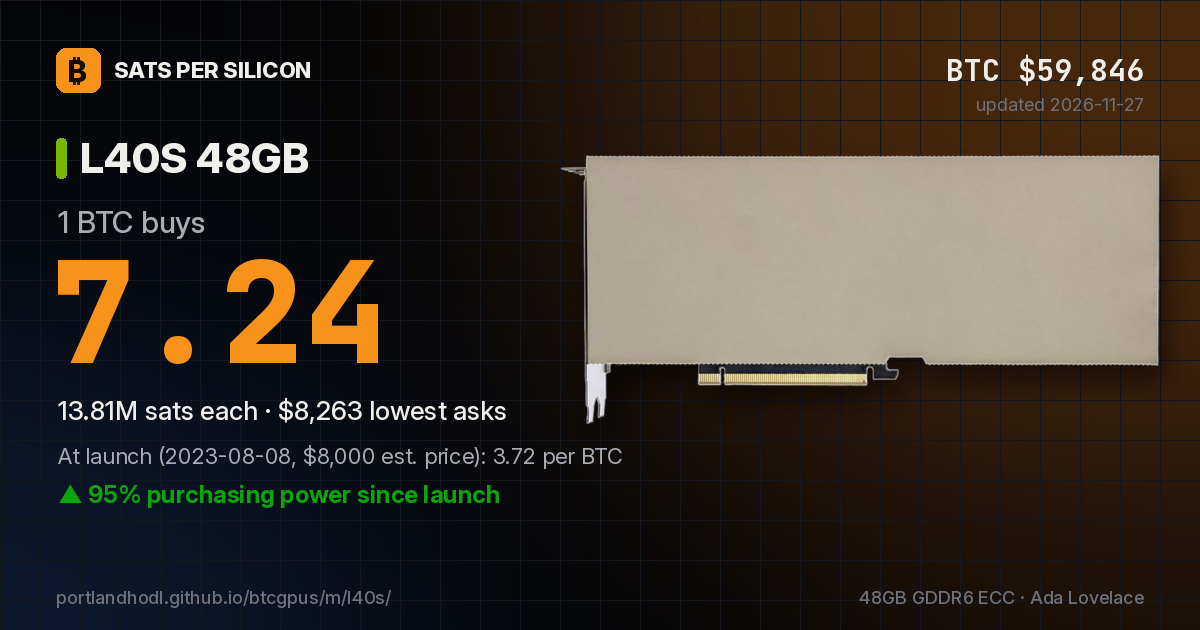 ₿ SATS PER SILICON
BTC $59,846
updated 2026-11-27
L40S 48GB
1 BTC buys
7.24
13.81M sats each · $8,263 lowest asks
At launch (2023-08-08, $8,000 est. price): 3.72 per BTC
▲ 95% purchasing power since launch
portlandhodl.github.io/btcgpus/m/l40s/
48GB GDDR6 ECC · Ada Lovelace